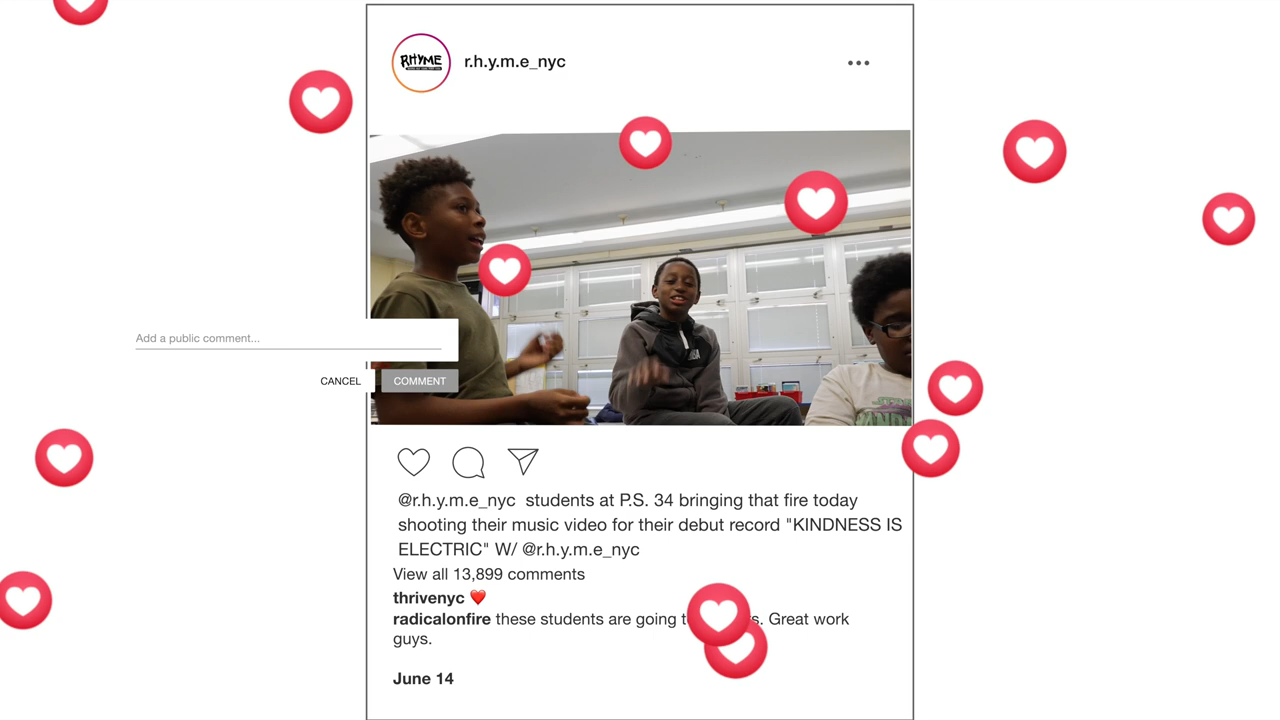 RHYME
r.h.y.m.e_nyc
Add a public comment...
CANCEL
COMMENT
@r.h.y.m.e_nyc students at P.S. 34 bringing that fire today
shooting their music video for their debut record "KINDNESS IS
ELECTRIC" W/ @r.h.y.m.e_nyc
View all 13,899 comments
thrivenyc ❤️
radicalonfire these students are going s. Great work
guys.
June 14